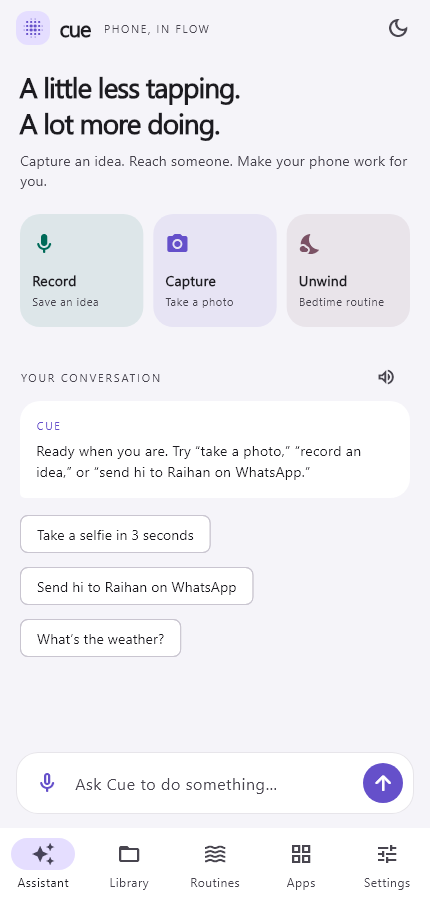 cue PHONE, IN FLOW
A little less tapping.
A lot more doing.
Capture an idea. Reach someone. Make your phone work for
you.
Record
Save an idea
Capture
Take a photo
Unwind
Bedtime routine
YOUR CONVERSATION
CUE
Ready when you are. Try “take a photo,” “record an
idea,” or “send hi to Raihan on WhatsApp.”
Take a selfie in 3 seconds
Send hi to Raihan on WhatsApp
What's the weather?
Ask Cue to do something...
Assistant
Library
Routines
Apps
Settings